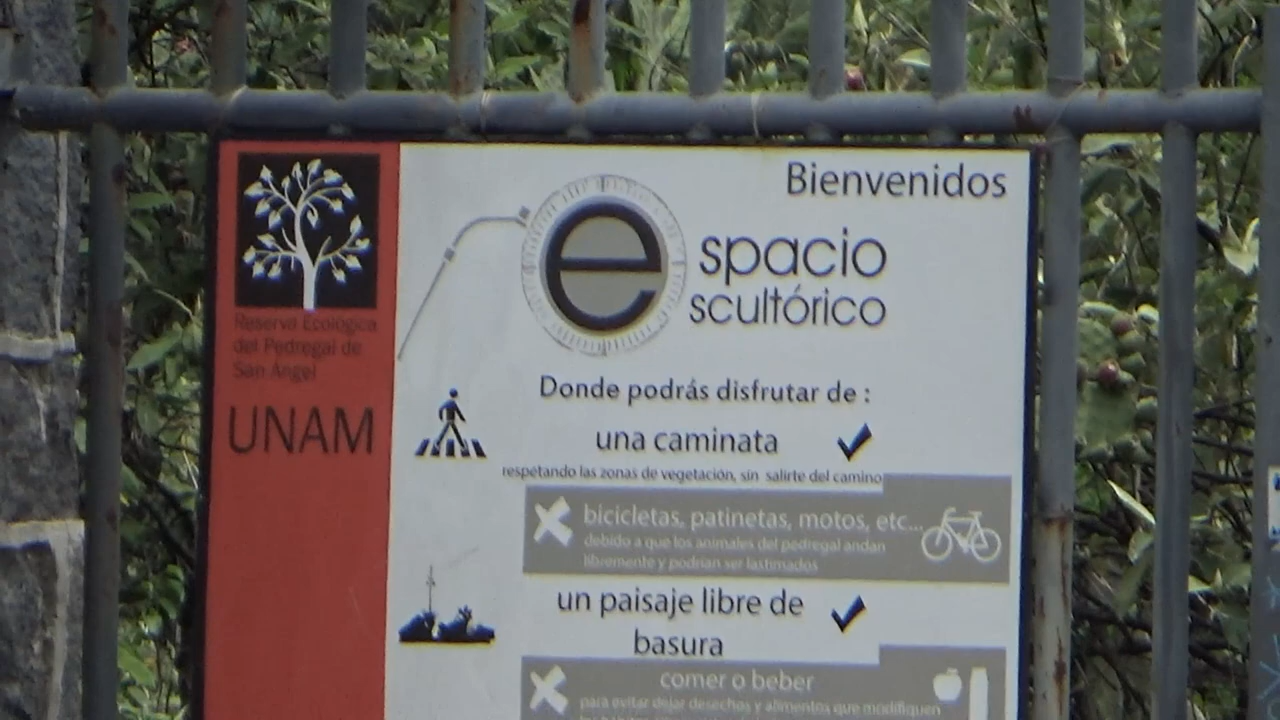 Reserva Ecológica
del Pedregal de
San Ángel
UNAM
Bienvenidos
e
spacio
scultórico
Donde podrás disfrutar de :
una caminata
respetando las zonas de vegetación, sin salirte del camino
bicicletas, patinetas, motos, etc...
debido a que los animales del pedregal andan
libremente y podrían ser lastimados
un paisaje libre de
basura
comer o beber
para evitar dejar desechos y alimentos que modifiquen